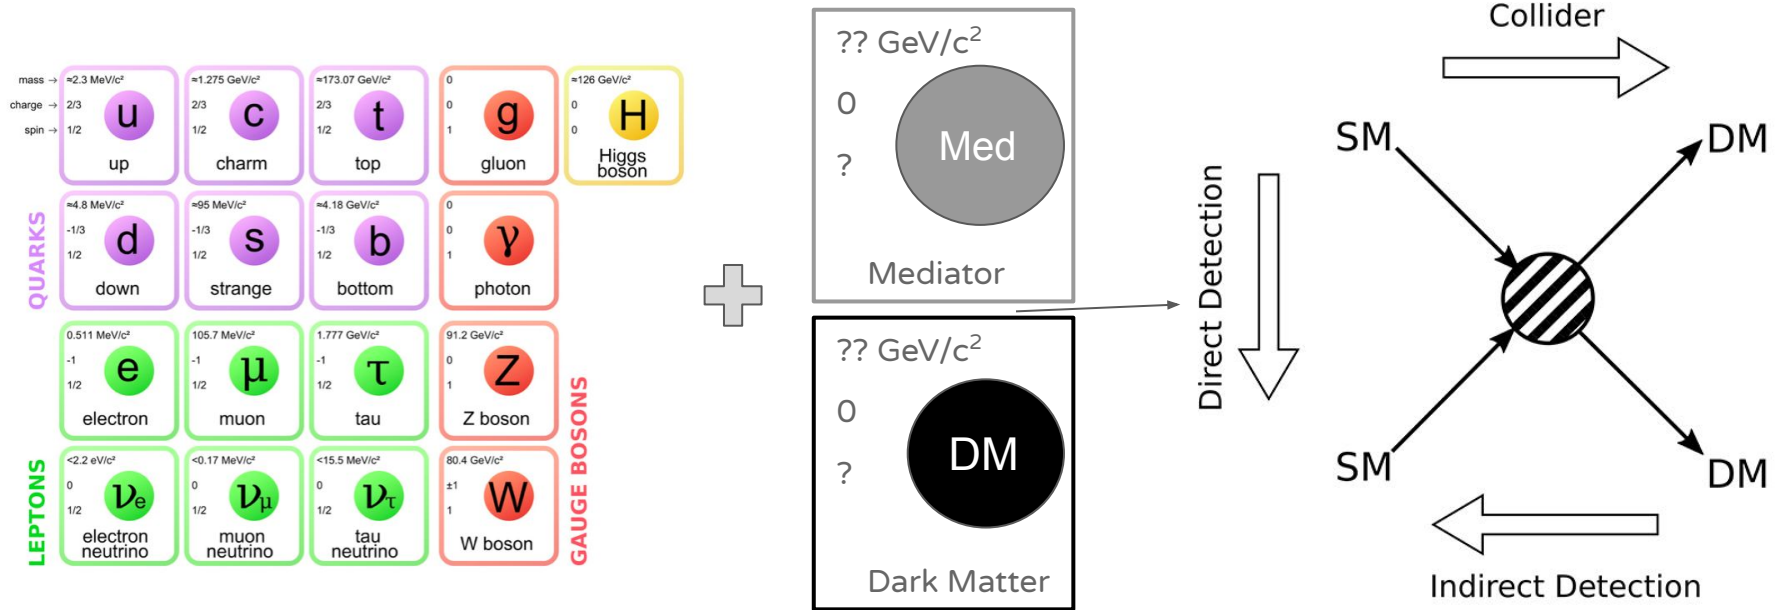 mass →
charge →
spin →
≈2.3 MeV/c²
2/3
1/2
u
up
≈1.275 GeV/c²
2/3
1/2
c
charm
≈173.07 GeV/c²
2/3
1/2
t
top
0
0
1
g
gluon
≈126 GeV/c²
0
0
H
Higgs
boson
QUARKS
≈4.8 MeV/c²
-1/3
1/2
d
down
≈95 MeV/c²
-1/3
1/2
s
strange
≈4.18 GeV/c²
-1/3
1/2
b
bottom
0
0
1
γ
photon
LEPTONS
0.511 MeV/c²
-1
1/2
e
electron
105.7 MeV/c²
-1
1/2
μ
muon
1.777 GeV/c²
-1
1/2
τ
tau
91.2 GeV/c²
0
1
Z
Z boson
<2.2 eV/c²
0
1/2
νe
electron
neutrino
<0.17 MeV/c²
0
1/2
νμ
muon
neutrino
<15.5 MeV/c²
0
1/2
ντ
tau
neutrino
80.4 GeV/c²
±1
1
W
W boson
GAUGE BOSONS
?? GeV/c²
0
?
Med
Mediator
?? GeV/c²
0
?
DM
Dark Matter
Collider
Direct Detection
SM
DM
SM
DM
Indirect Detection